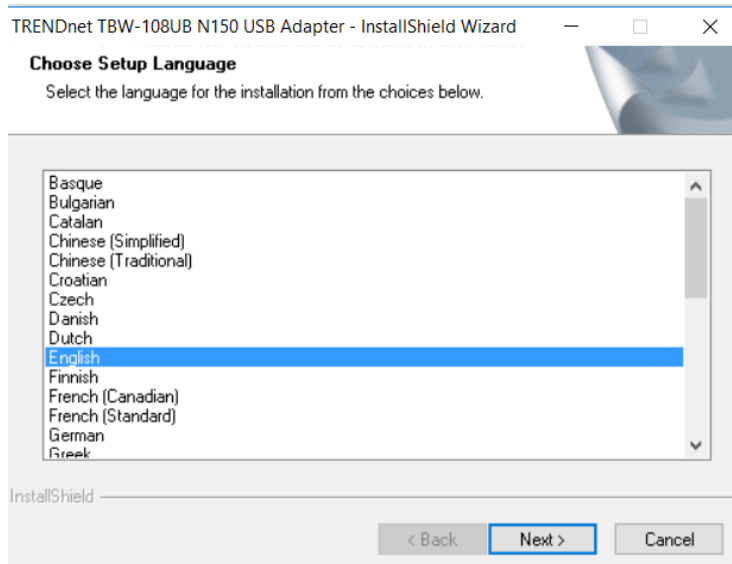 TRENDnet TBW-108UB N150 USB Adapter - InstallShield Wizard
Choose Setup Language
Select the language for the installation from the choices below.
Basque
Bulgarian
Catalan
Chinese (Simplified)
Chinese (Traditional)
Croatian
Czech
Danish
Dutch
English
Finnish
French (Canadian)
French (Standard)
German
Greek
InstallShield
< Back Next > Cancel